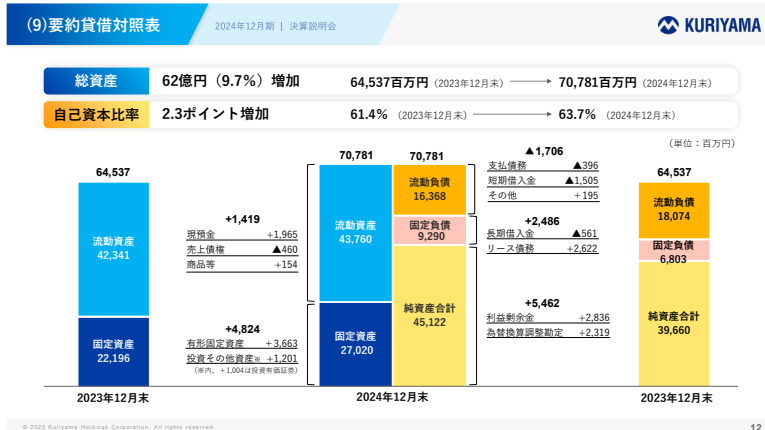 (9)要約貸借対照表
2024年12月期 | 決算説明会
KURIYAMA
総資産 62億円（9.7%）増加 64,537百万円（2023年12月末） 70,781百万円（2024年12月末）
自己資本比率 2.3ポイント増加 61.4%（2023年12月末） 63.7%（2024年12月末）
（単位：百万円）
64,537
流動資産
42,341
固定資産
22,196
2023年12月末
+1,419
現預金 +1,965
売上債権 ▲460
商品等 +154
+4,824
有形固定資産 +3,663
投資その他資産※ +1,201
（※内、+1,004は投資有価証券）
70,781
流動資産
43,760
固定資産
27,020
70,781
流動負債
16,368
固定負債
9,290
純資産合計
45,122
2024年12月末
▲1,706
支払債務 ▲396
短期借入金 ▲1,505
その他 +195
+2,486
長期借入金 ▲561
リース債務 +2,622
+5,462
利益剰余金 +2,836
為替換算調整勘定 +2,319
64,537
流動負債
18,074
固定負債
6,803
純資産合計
39,660
2023年12月末
© 2025 Kuriyama Holdings Corporation. All rights reserved.
12